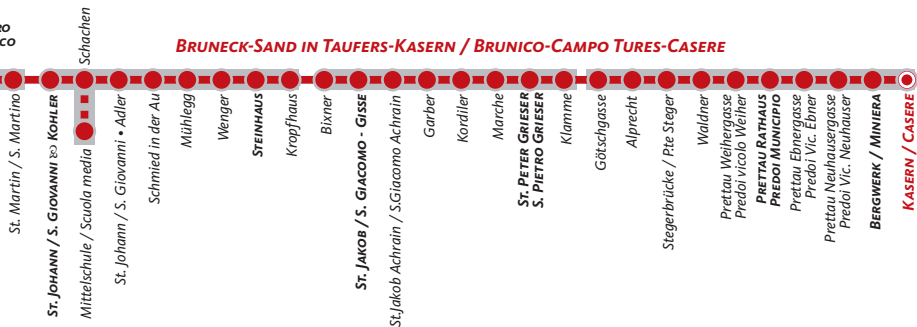 Bruneck-Sand in Taufers-Kasern / Brunico-Campo Tures-Casere
St. Martin / S. Martino
St. Johann / S. Giovanni Kohler
Schachen
Mittelschule / Scuola media
St. Johann / S. Giovanni • Adler
Schmied in der Au
Mühlegg
Wenger
Steinhaus
Kropfhaus
Bixner
St. Jakob / S. Giacomo - Gisse
St.Jakob Achrain / S.Giacomo Achrain
Garber
Kordiler
Marche
St. Peter Grieser
S. Pietro Grieser
Klamme
Götschgasse
Alprecht
Stegerbrücke / P.te Steger
Waldner
Prettau Weihergasse
Predoi vicolo Weiher
Prettau Rathaus
Predoi Municipio
Prettau Ebnergasse
Predoi Vic. Ebner
Prettau Neuhausergasse
Predoi Vic. Neuhauser
Bergwerk / Miniera
Kasern / Casere